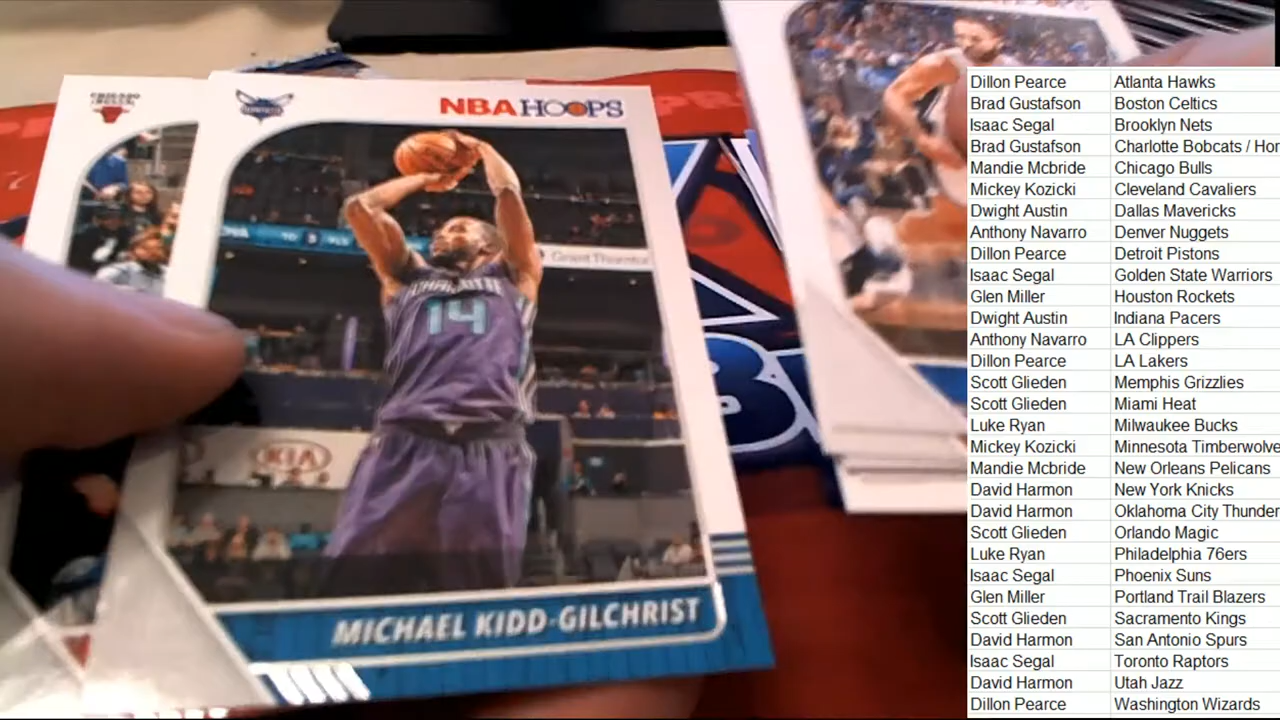 CHICAGO
BULLS
NBA HOOPS
Grant Thornton
CHARLOTTE
14
KIA
MICHAEL KIDD-GILCHRIST
Dillon Pearce Atlanta Hawks
Brad Gustafson Boston Celtics
Isaac Segal Brooklyn Nets
Brad Gustafson Charlotte Bobcats / Hor
Mandie Mcbride Chicago Bulls
Mickey Kozicki Cleveland Cavaliers
Dwight Austin Dallas Mavericks
Anthony Navarro Denver Nuggets
Dillon Pearce Detroit Pistons
Isaac Segal Golden State Warriors
Glen Miller Houston Rockets
Dwight Austin Indiana Pacers
Anthony Navarro LA Clippers
Dillon Pearce LA Lakers
Scott Glieden Memphis Grizzlies
Scott Glieden Miami Heat
Luke Ryan Milwaukee Bucks
Mickey Kozicki Minnesota Timberwolve
Mandie Mcbride New Orleans Pelicans
David Harmon New York Knicks
David Harmon Oklahoma City Thunder
Scott Glieden Orlando Magic
Luke Ryan Philadelphia 76ers
Isaac Segal Phoenix Suns
Glen Miller Portland Trail Blazers
Scott Glieden Sacramento Kings
David Harmon San Antonio Spurs
Isaac Segal Toronto Raptors
David Harmon Utah Jazz
Dillon Pearce Washington Wizards